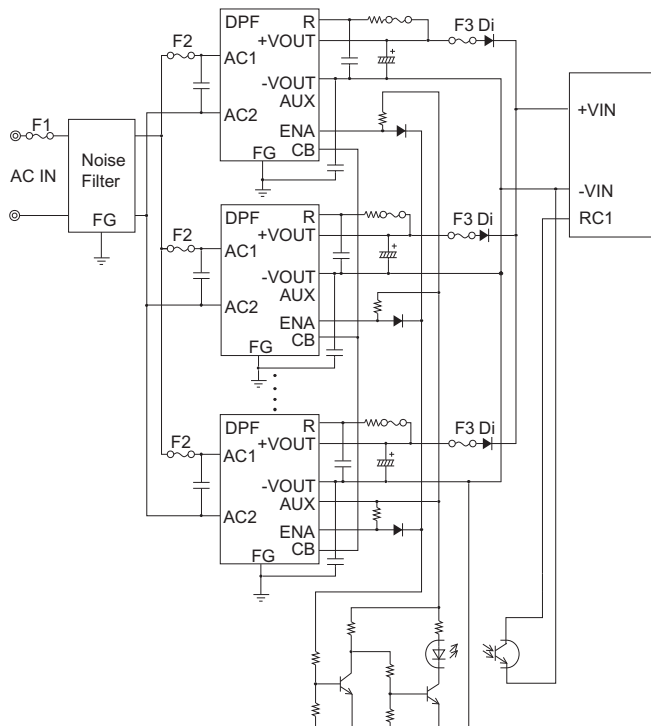 DPF
R
+VOUT
AC1
-VOUT
AUX
AC2
ENA
CB
FG
F2
F3 Di
F1
AC IN
Noise
Filter
FG
+VIN
-VIN
RC1
DPF
R
+VOUT
AC1
-VOUT
AUX
AC2
ENA
CB
FG
F2
F3 Di
DPF
R
+VOUT
AC1
-VOUT
AUX
AC2
ENA
CB
FG
F2
F3 Di